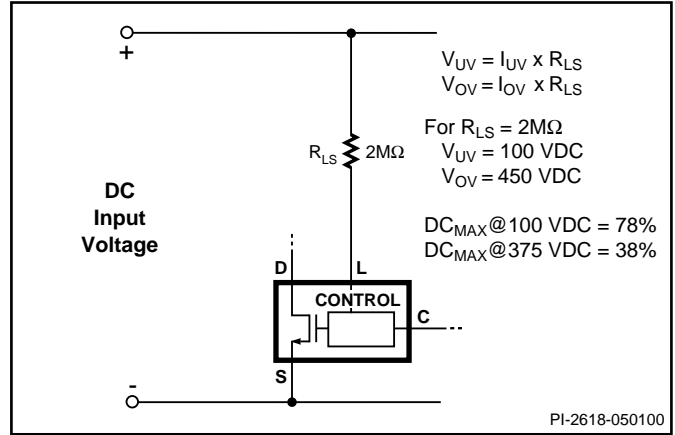 +
V_UV = I_UV x R_LS
V_OV = I_OV x R_LS
For R_LS = 2MΩ
V_UV = 100 VDC
V_OV = 450 VDC
R_LS 2MΩ
DC
Input
Voltage
DC_MAX@100 VDC = 78%
DC_MAX@375 VDC = 38%
D L
CONTROL
C
S
-
PI-2618-050100